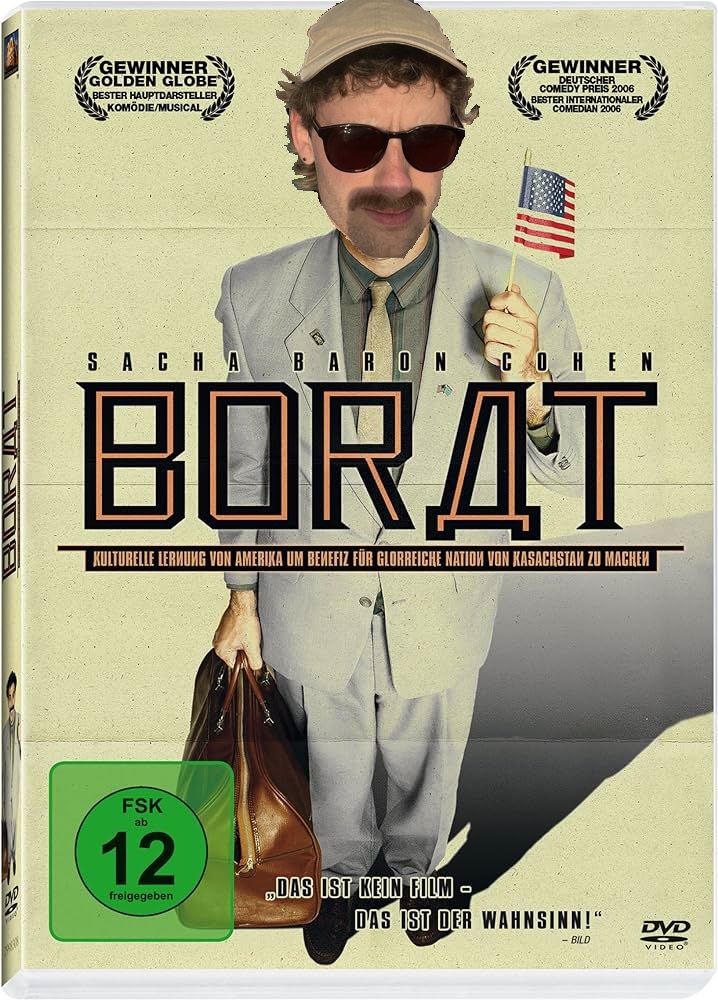 GEWINNER
GOLDEN GLOBE
BESTER HAUPTDARSTELLER
KOMÖDIE/MUSICAL
GEWINNER
DEUTSCHER
COMEDY PREIS 2006
BESTER INTERNATIONALER
COMEDIAN 2006
SACHA BARON COHEN
BORДT
KULTURELLE LERNUNG VON AMERIKA UM BENEFIZ FÜR GLORREICHE NATION VON KASACHSTAN ZU MACHEN
BORДT
FSK
ab
12
freigegeben
„DAS IST KEIN FILM –
DAS IST DER WAHNSINN!“
– BILD
DVD
VIDEO
DVD